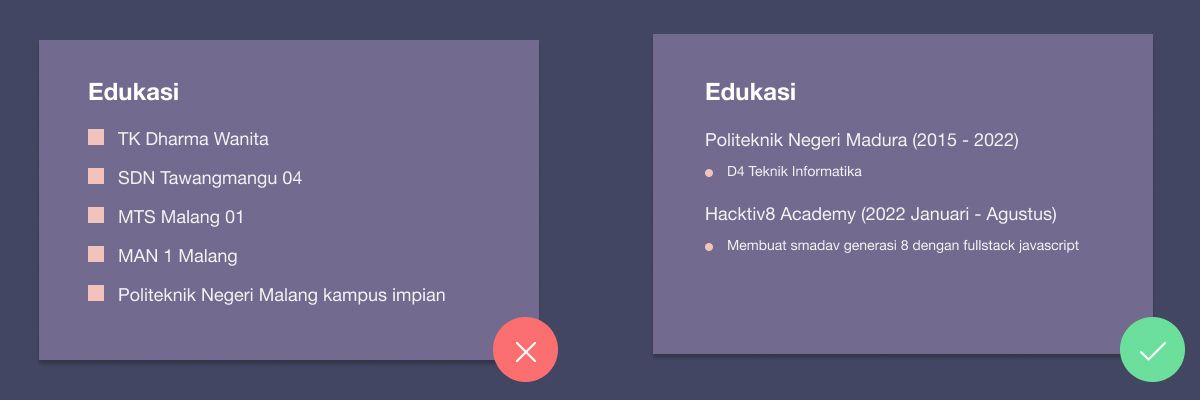 Edukasi
TK Dharma Wanita
SDN Tawangmangu 04
MTS Malang 01
MAN 1 Malang
Politeknik Negeri Malang kampus impian
Edukasi
Politeknik Negeri Madura (2015 - 2022)
D4 Teknik Informatika
Hacktiv8 Academy (2022 Januari - Agustus)
Membuat smadav generasi 8 dengan fullstack javascript